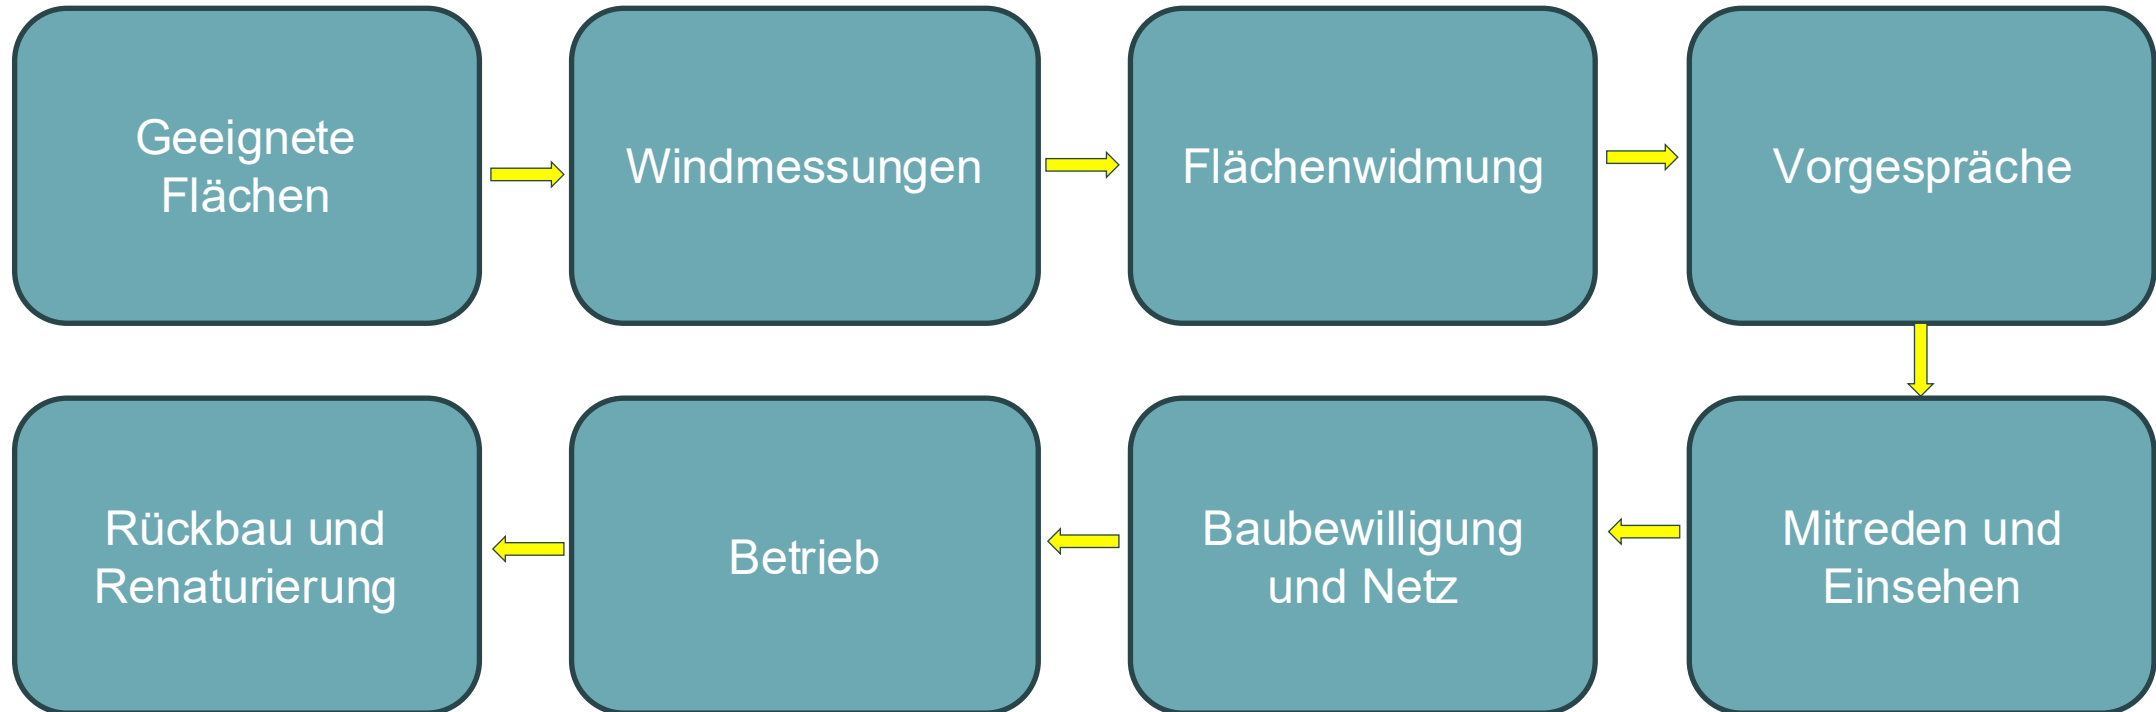 Geeignete
Flächen
Windmessungen
Flächenwidmung
Vorgespräche
Mitreden und
Einsehen
Baubewilligung
und Netz
Betrieb
Rückbau und
Renaturierung